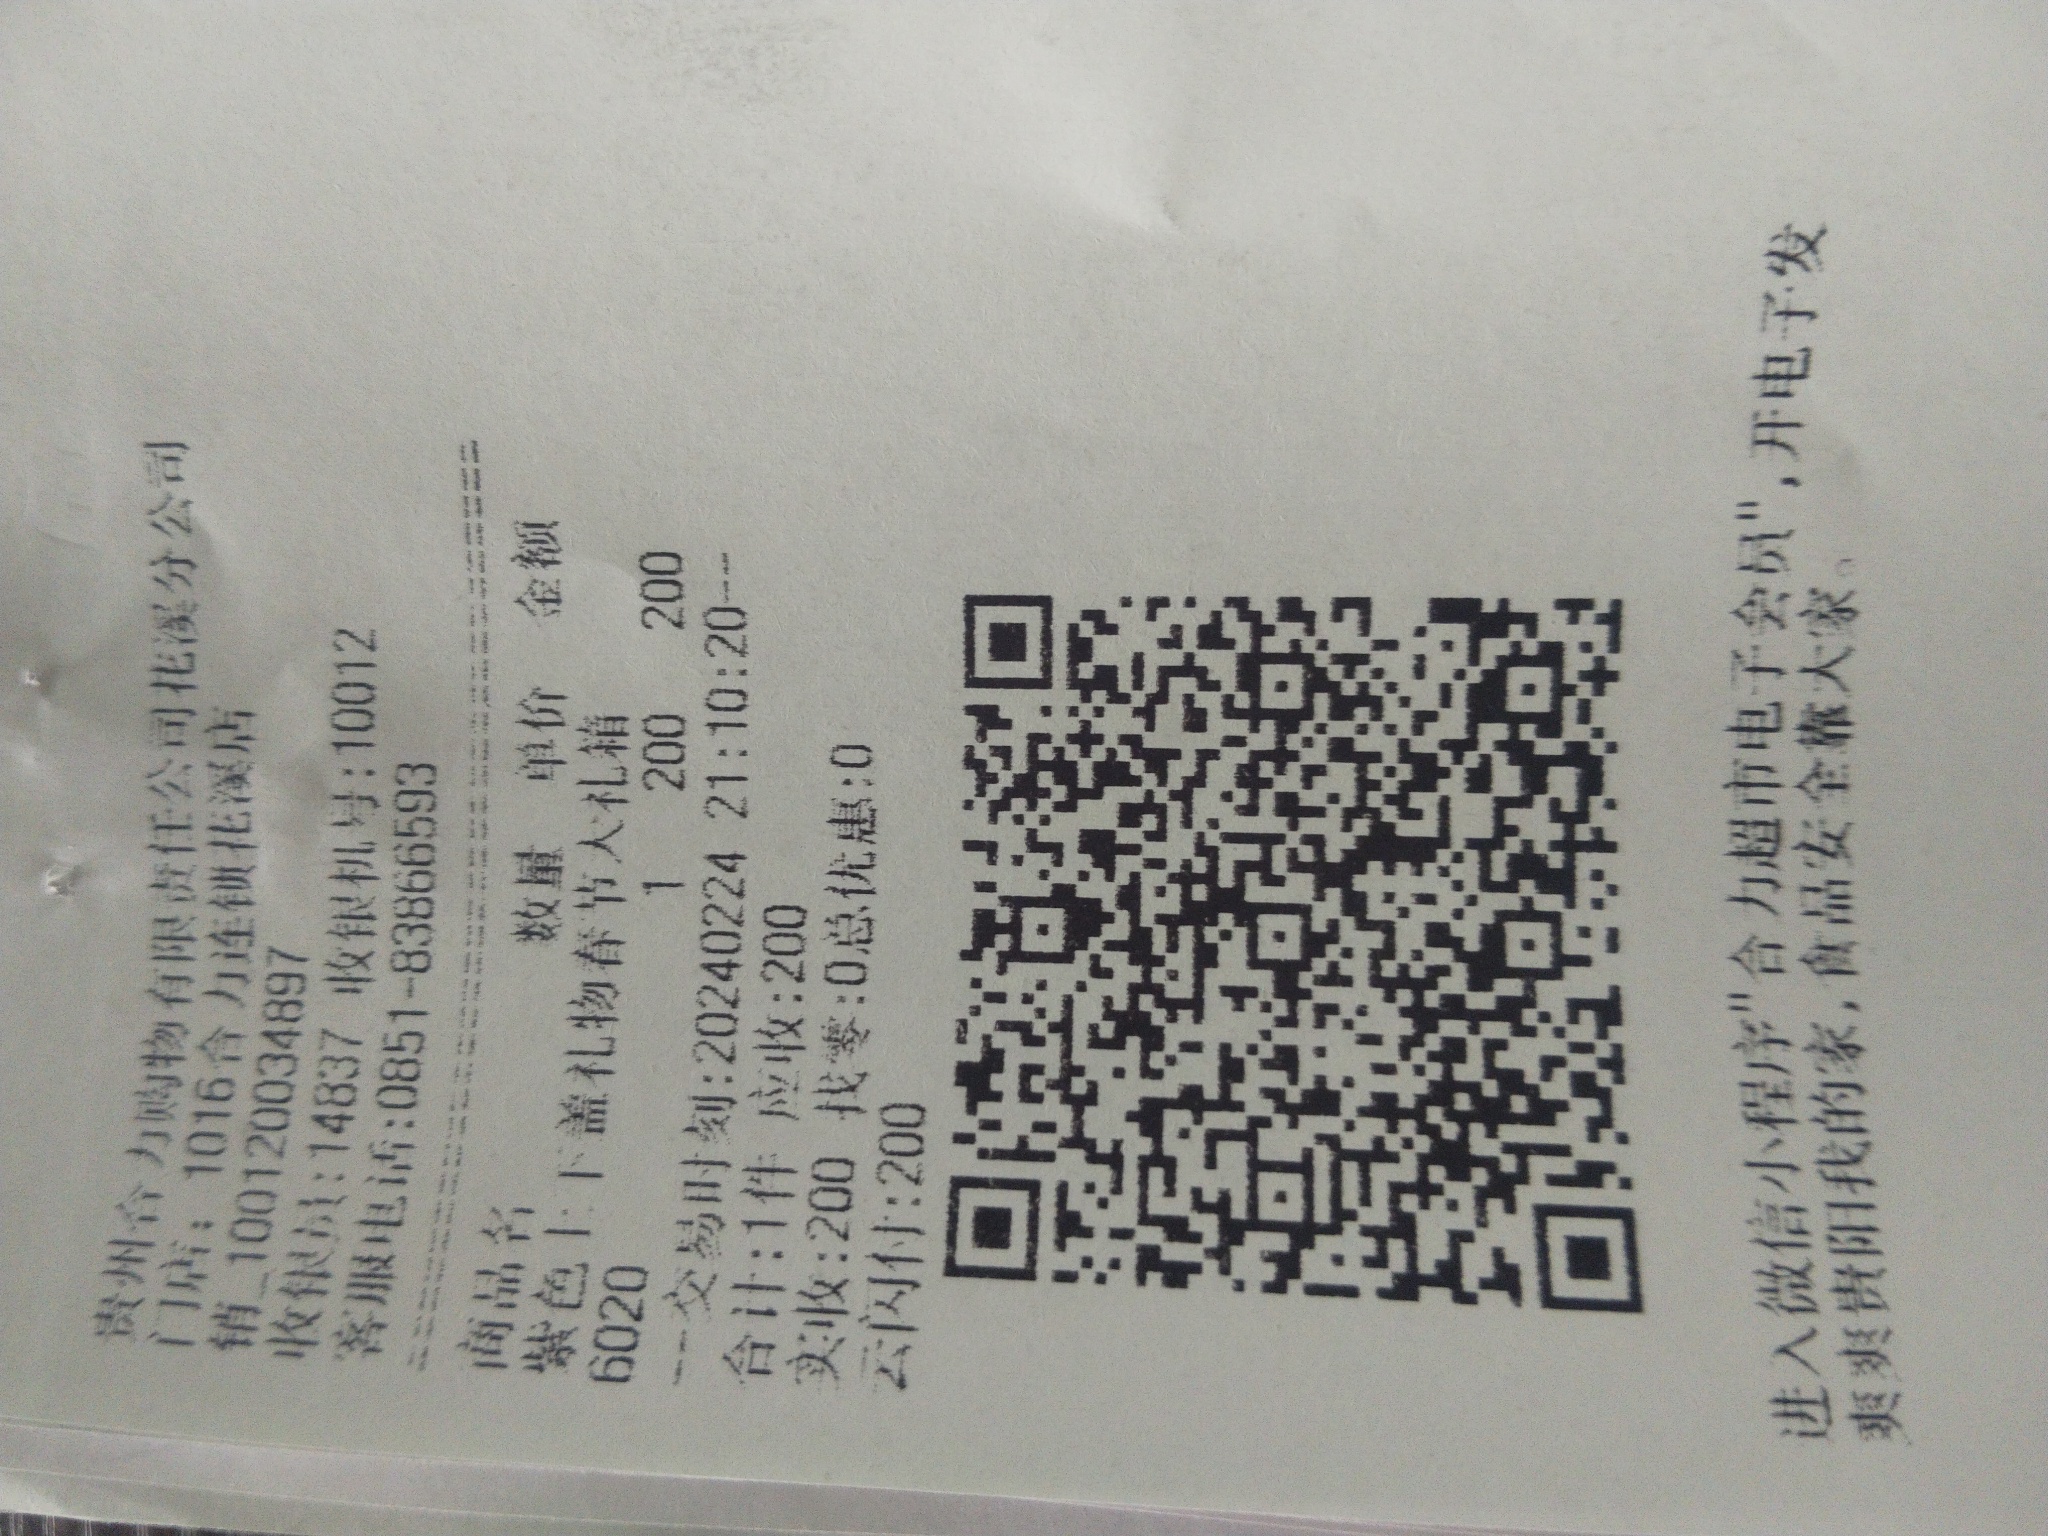 贵州合力购物有限责任公司花溪分公司
门店: 1016合力连锁花溪店
销_1001200034897
收银员:14837 收银机号:10012
客服电话:0851-83866593
商品名 数量 单价 金额
紫色上下盖礼物春节大礼箱
6020 1 200 200
---交易时刻:20240224 21:10:20---
合计:1件 应收:200
实收:200 找零:0总优惠:0
云闪付:200
进入微信小程序"合力超市电子会员",开电子发
爽爽贵阳我的家,食品安全靠大家。